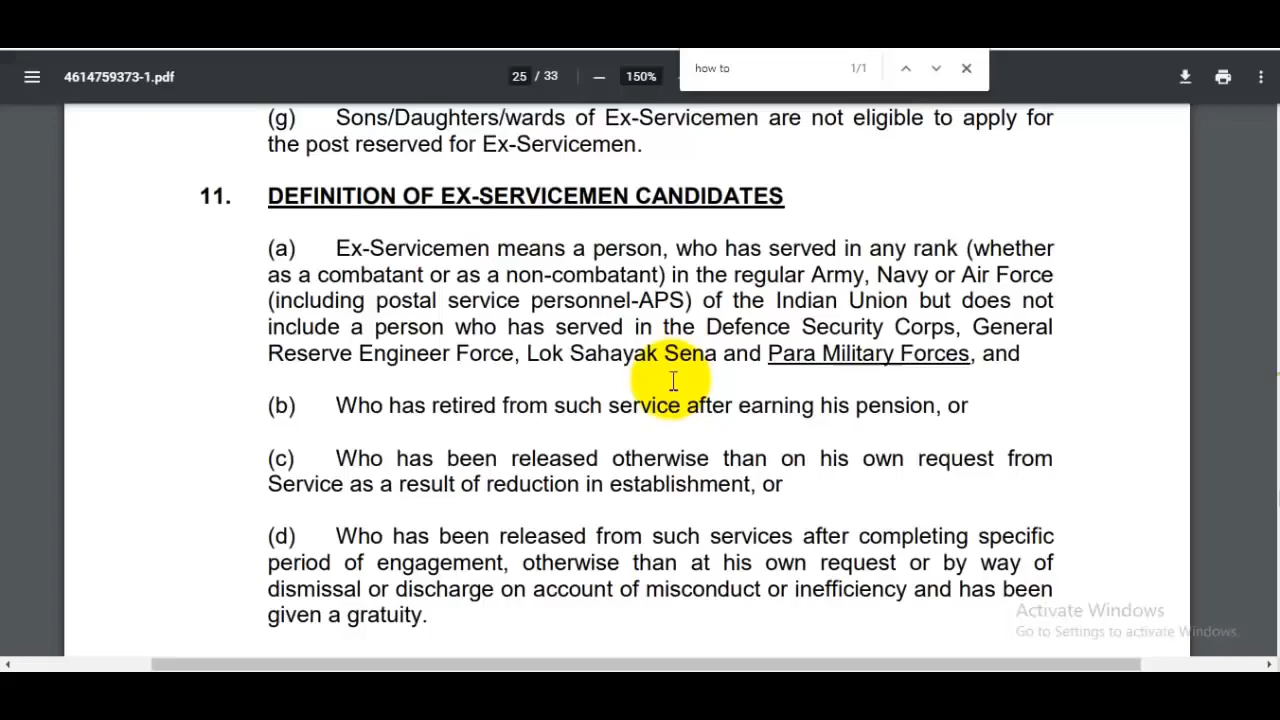 how to 1/1
4614759373-1.pdf 25 / 33 150%
(g) Sons/Daughters/wards of Ex-Servicemen are not eligible to apply for
the post reserved for Ex-Servicemen.
11. DEFINITION OF EX-SERVICEMEN CANDIDATES
(a) Ex-Servicemen means a person, who has served in any rank (whether
as a combatant or as a non-combatant) in the regular Army, Navy or Air Force
(including postal service personnel-APS) of the Indian Union but does not
include a person who has served in the Defence Security Corps, General
Reserve Engineer Force, Lok Sahayak Sena and Para Military Forces, and
(b) Who has retired from such service after earning his pension, or
(c) Who has been released otherwise than on his own request from
Service as a result of reduction in establishment, or
(d) Who has been released from such services after completing specific
period of engagement, otherwise than at his own request or by way of
dismissal or discharge on account of misconduct or inefficiency and has been
given a gratuity.
Activate Windows
Go to Settings to activate Windows.